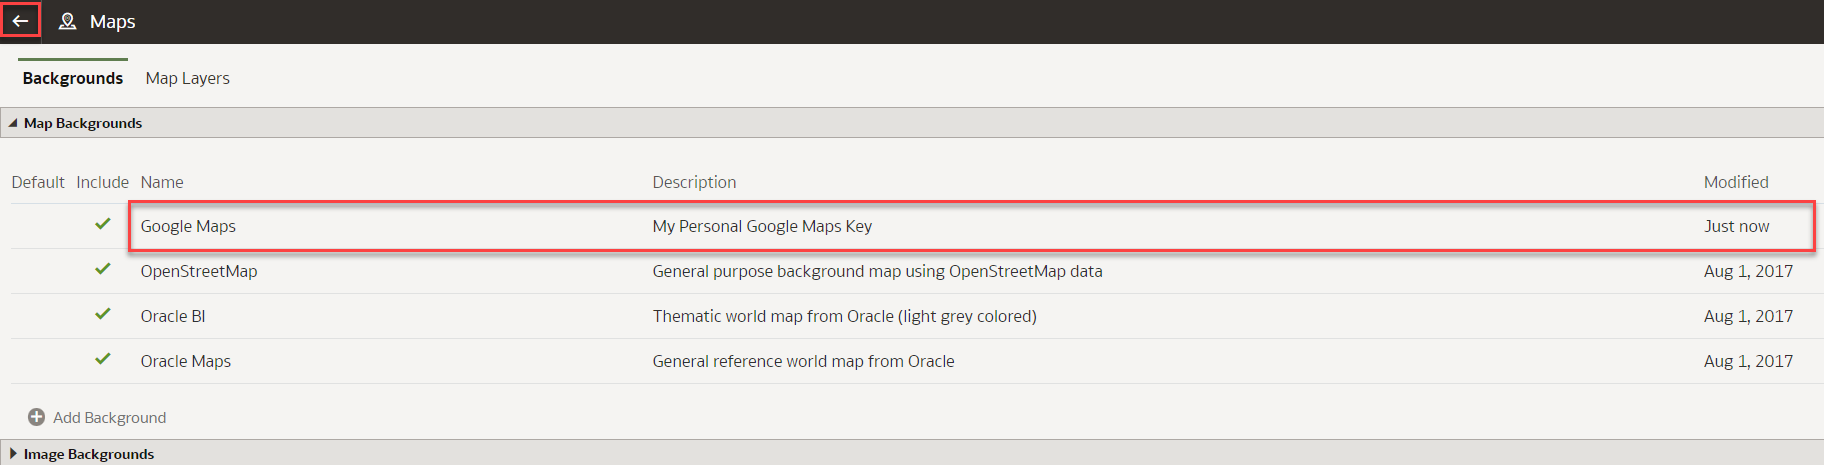 Maps
Backgrounds Map Layers
Map Backgrounds
Default Include Name Description Modified
Google Maps My Personal Google Maps Key Just now
OpenStreetMap General purpose background map using OpenStreetMap data Aug 1, 2017
Oracle BI Thematic world map from Oracle (light grey colored) Aug 1, 2017
Oracle Maps General reference world map from Oracle Aug 1, 2017
Add Background
Image Backgrounds